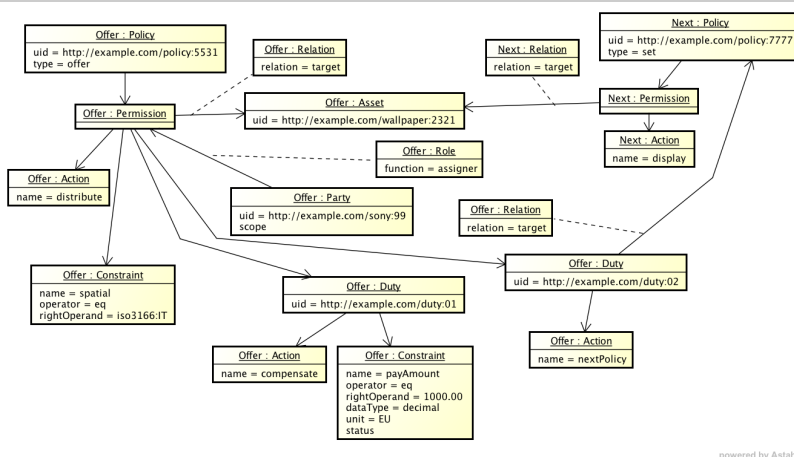 Offer : Policy
uid = http://example.com/policy:5531
type = offer
Offer : Relation
relation = target
Next : Relation
relation = target
Next : Policy
uid = http://example.com/policy:7777
type = set
Offer : Permission
Offer : Asset
uid = http://example.com/wallpaper:2321
Next : Permission
Next : Action
name = display
Offer : Role
function = assigner
Offer : Action
name = distribute
Offer : Party
uid = http://example.com/sony:99
scope
Offer : Relation
relation = target
Offer : Constraint
name = spatial
operator = eq
rightOperand = iso3166:IT
Offer : Duty
uid = http://example.com/duty:01
Offer : Duty
uid = http://example.com/duty:02
Offer : Action
name = compensate
Offer : Constraint
name = payAmount
operator = eq
rightOperand = 1000.00
dataType = decimal
unit = EU
status
Offer : Action
name = nextPolicy
powered by Astah